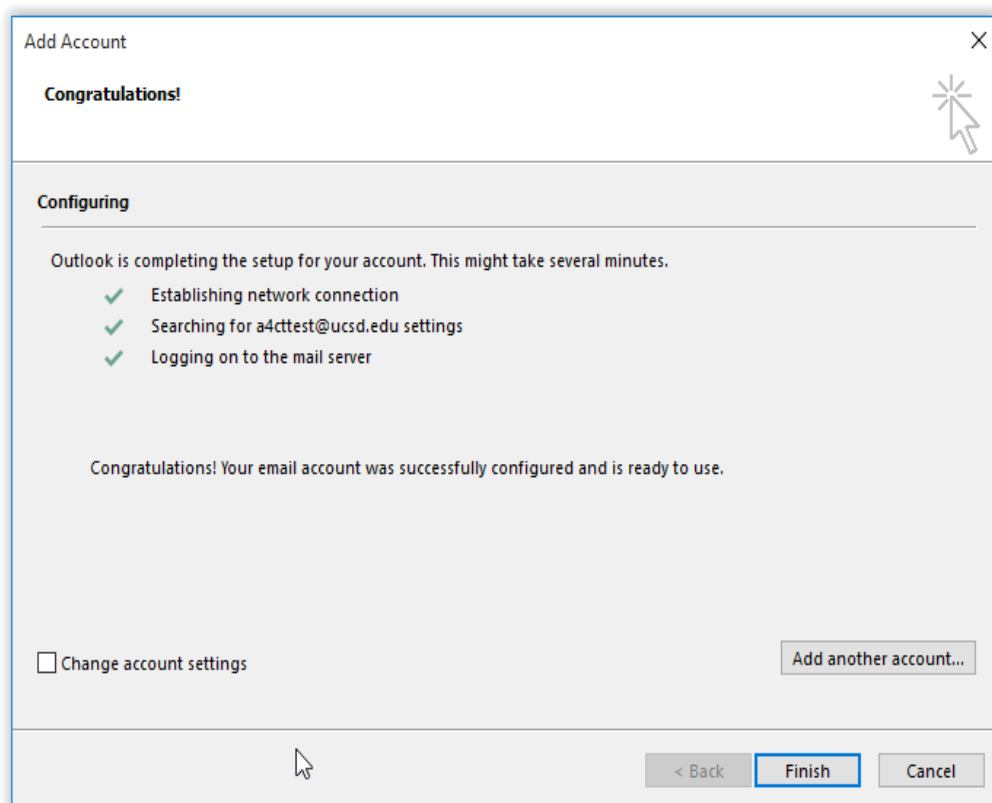 Add Account
Congratulations!
Configuring
Outlook is completing the setup for your account. This might take several minutes.
Establishing network connection
Searching for a4cttest@ucsd.edu settings
Logging on to the mail server
Congratulations! Your email account was successfully configured and is ready to use.
Change account settings
Add another account...
< Back
Finish
Cancel